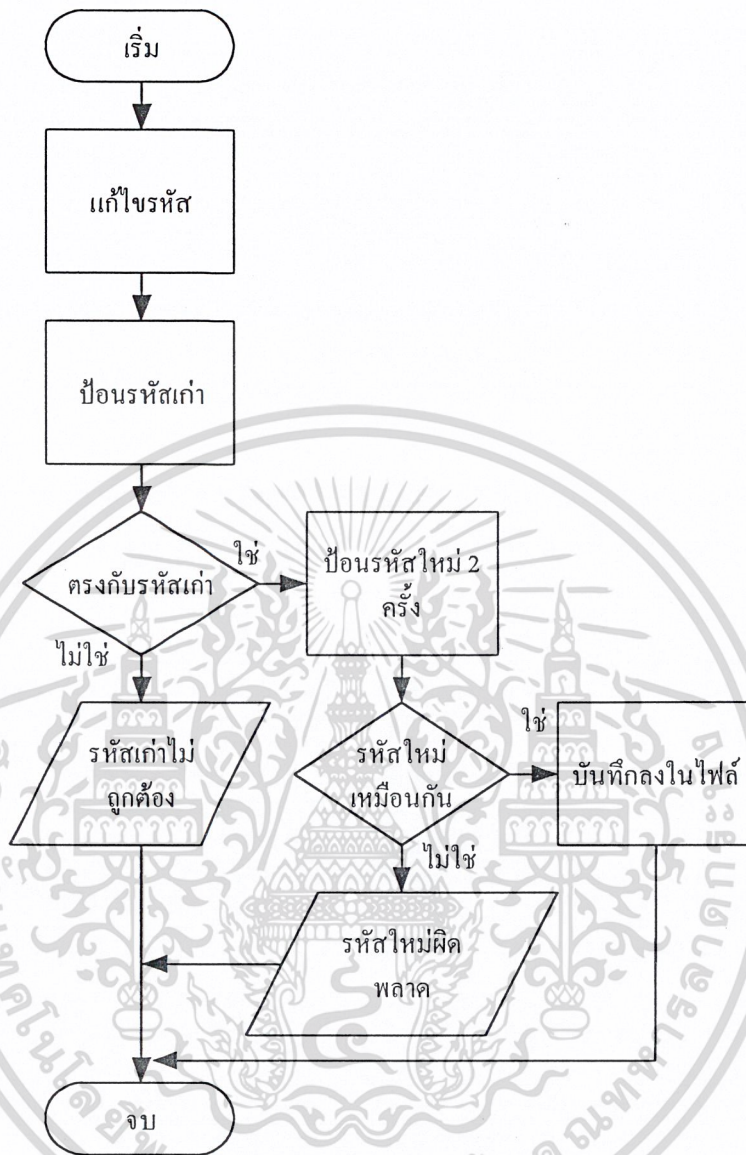 เริ่ม
แก้ไขรหัส
ป้อนรหัสเก่า
ตรงกับรหัสเก่า
ใช่
ป้อนรหัสใหม่ 2
ครั้ง
ไม่ใช่
รหัสเก่าไม่
ถูกต้อง
รหัสใหม่
เหมือนกัน
ใช่
บันทึกลงในไฟล์
ไม่ใช่
รหัสใหม่ผิด
พลาด
จบ